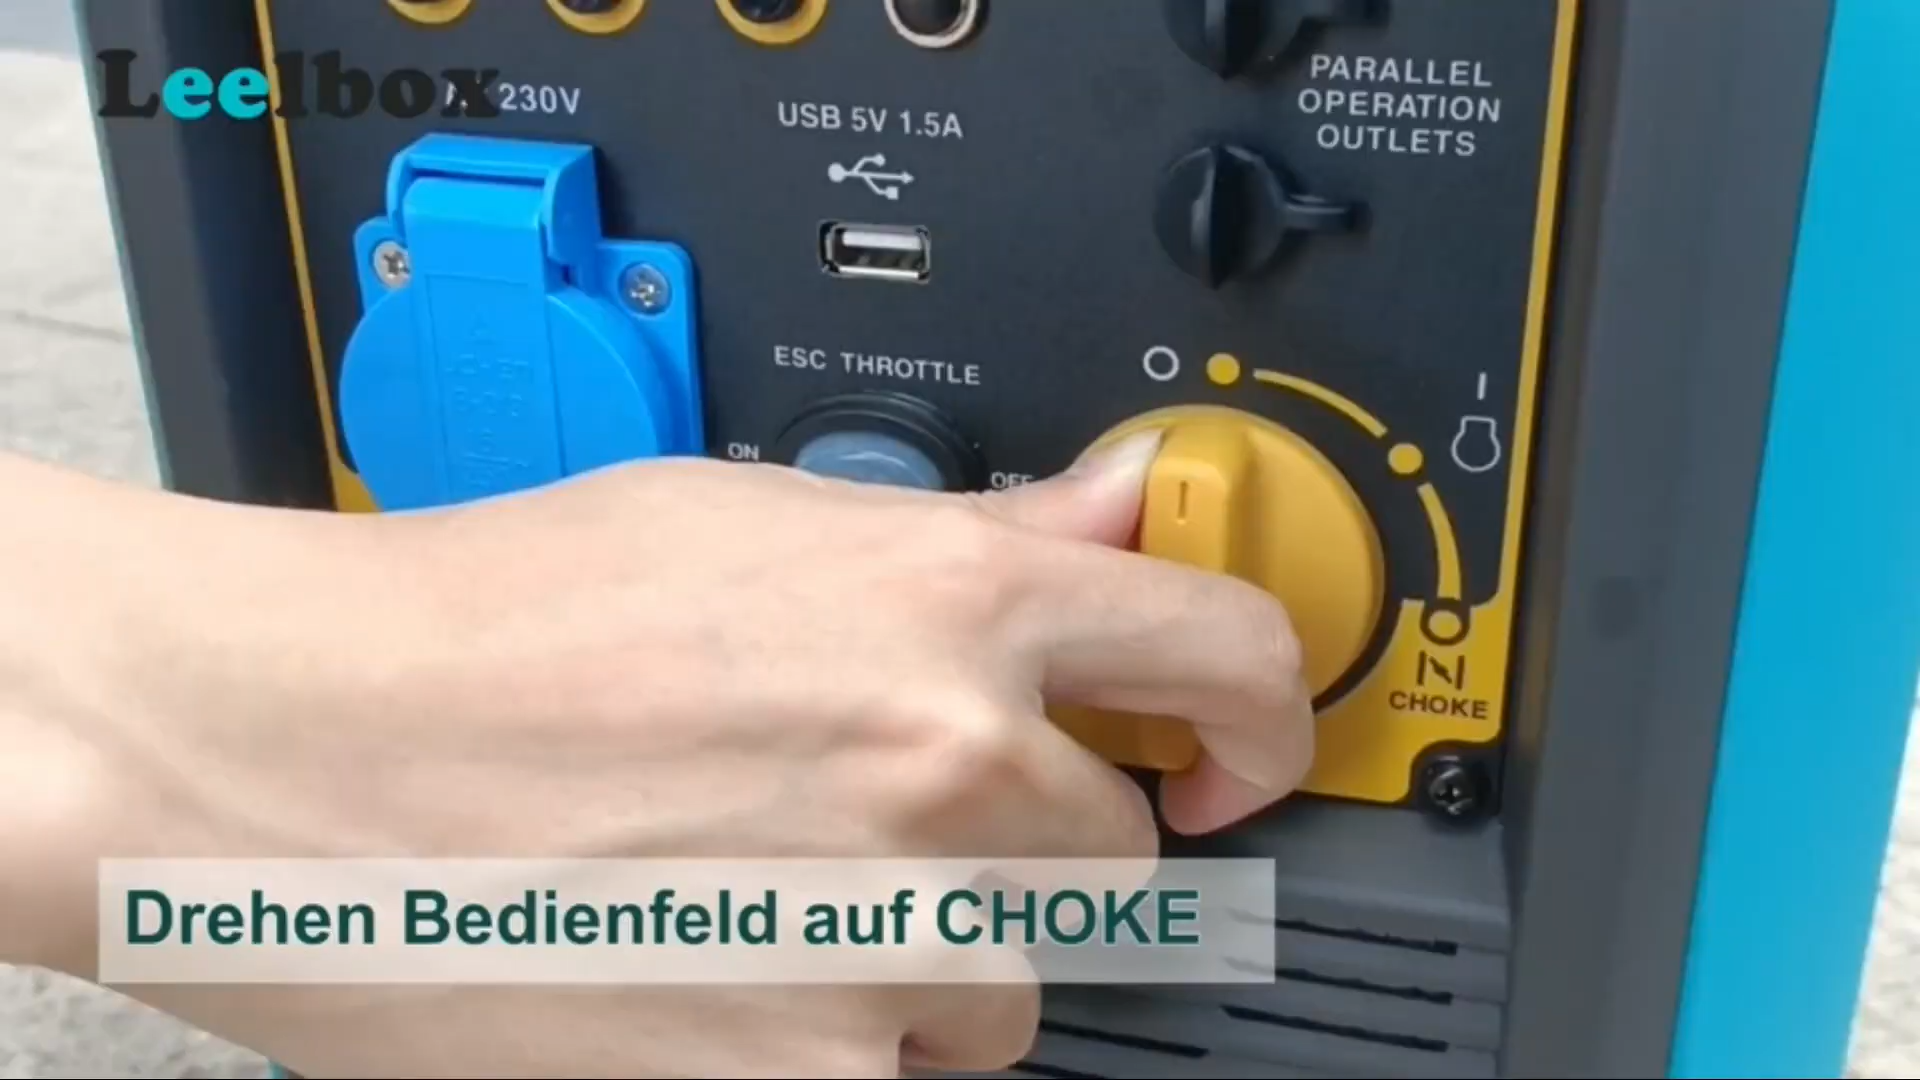 Leelbox
230V
USB 5V 1.5A
PARALLEL
OPERATION
OUTLETS
ESC THROTTLE
ON
OFF
CHOKE
Drehen Bedienfeld auf CHOKE